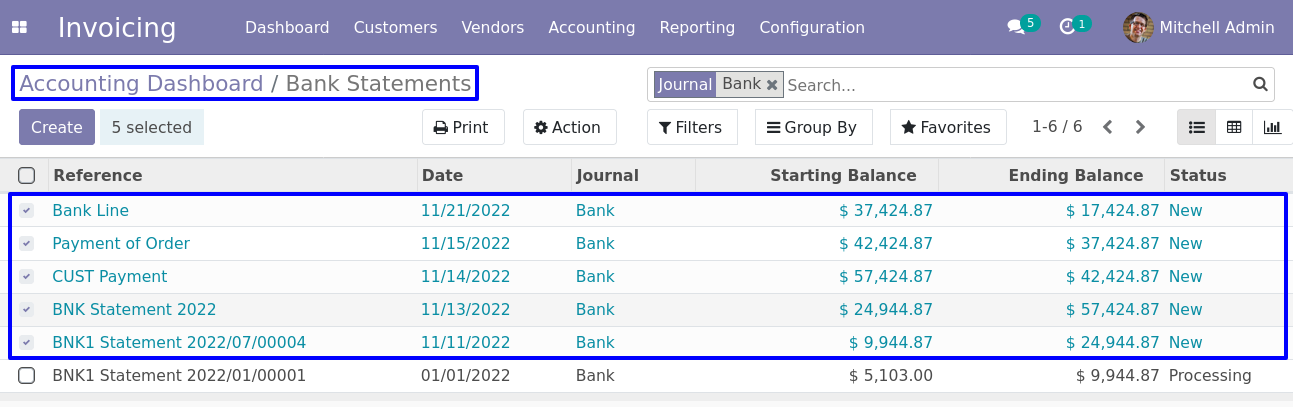 Invoicing Dashboard Customers Vendors Accounting Reporting Configuration 5 1 Mitchell Admin
Accounting Dashboard / Bank Statements Journal Bank Search...
Create 5 selected Print Action Filters Group By Favorites 1-6 / 6
Reference Date Journal Starting Balance Ending Balance Status
Bank Line 11/21/2022 Bank $ 37,424.87 $ 17,424.87 New
Payment of Order 11/15/2022 Bank $ 42,424.87 $ 37,424.87 New
CUST Payment 11/14/2022 Bank $ 57,424.87 $ 42,424.87 New
BNK Statement 2022 11/13/2022 Bank $ 24,944.87 $ 57,424.87 New
BNK1 Statement 2022/07/00004 11/11/2022 Bank $ 9,944.87 $ 24,944.87 New
BNK1 Statement 2022/01/00001 01/01/2022 Bank $ 5,103.00 $ 9,944.87 Processing